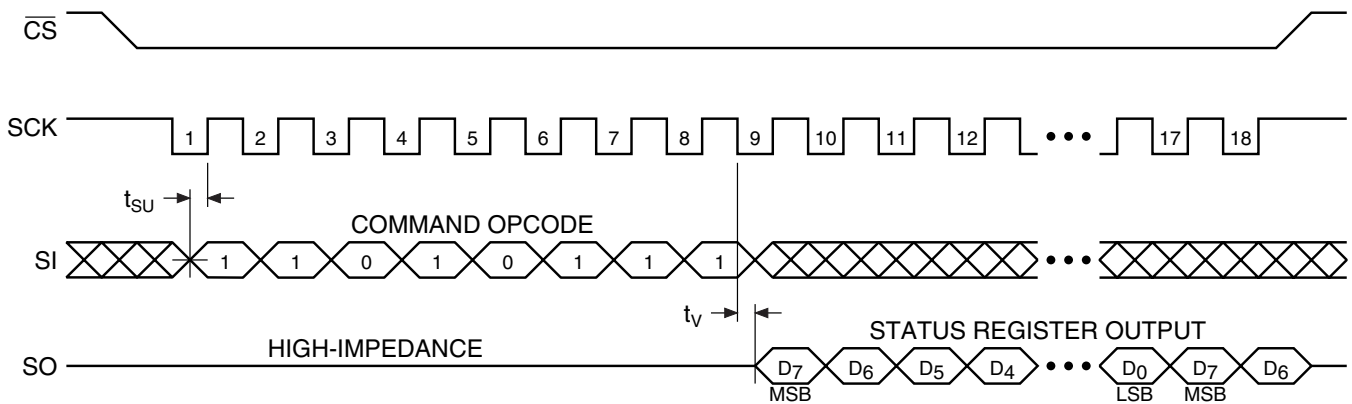 CS
SCK 1 2 3 4 5 6 7 8 9 10 11 12 ••• 17 18
tSU
COMMAND OPCODE
SI 1 1 0 1 0 1 1 1 •••
tV
HIGH-IMPEDANCE STATUS REGISTER OUTPUT
SO D7 D6 D5 D4 ••• D0 D7 D6
MSB LSB MSB